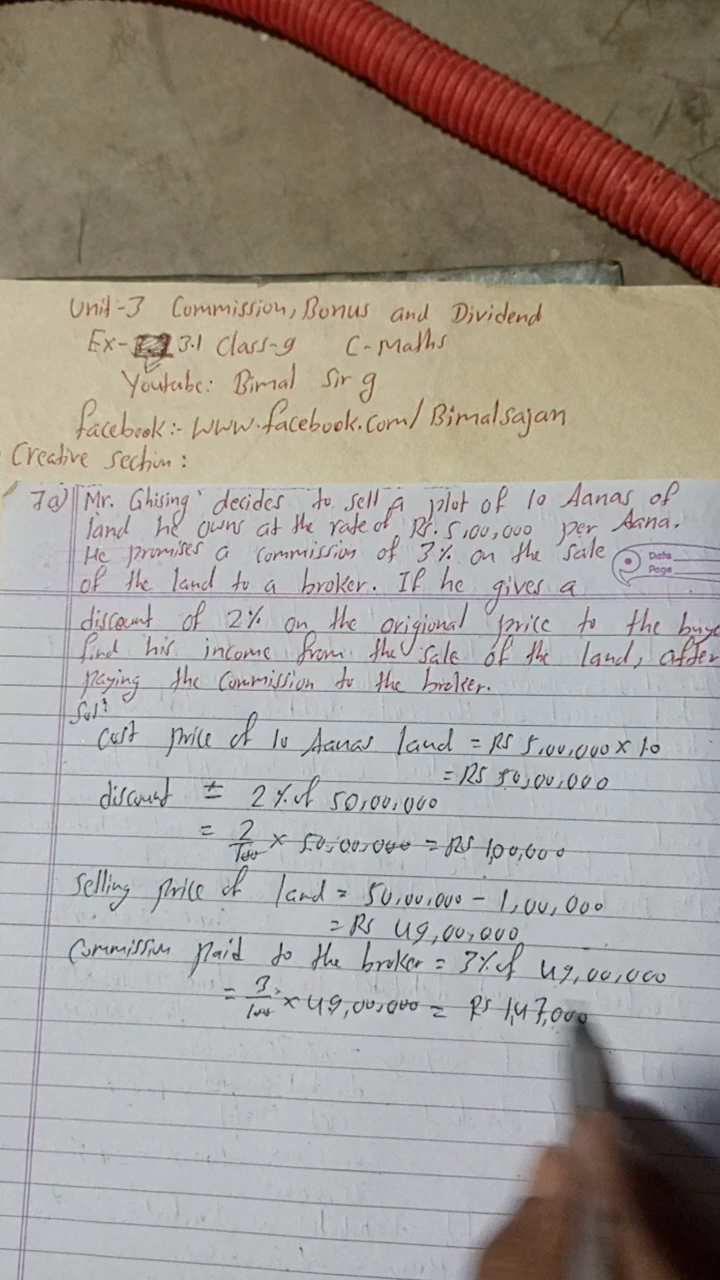 Unit-3 Commission, Bonus and Dividend
Ex- 3.1 Class-9 C-Maths
Youtube: Bimal Sir g
facebook:- www.facebook.com/Bimalsajan
Creative section:
7a) Mr. Ghising decides to sell a plot of 10 Aanas of
land he owns at the rate of Rs. 5,00,000 per Aana.
He promises a commission of 3% on the sale
Date
Page
of the land to a broker. If he gives a
discount of 2% on the origional price to the buye
find his income from the sale of the land, after
paying the commission to the broker.
Solⁿ
Cost price of 10 Aanas land = RS 5,00,000 × 10
= RS 50,00,000
discount = 2% of 50,00,000
= 2/100 × 50,00,000 = RS 1,00,000
Selling price of land = 50,00,000 - 1,00,000
= RS 49,00,000
Commission paid to the broker = 3% of 49,00,000
= 3/100 × 49,00,000 = RS 1,47,000